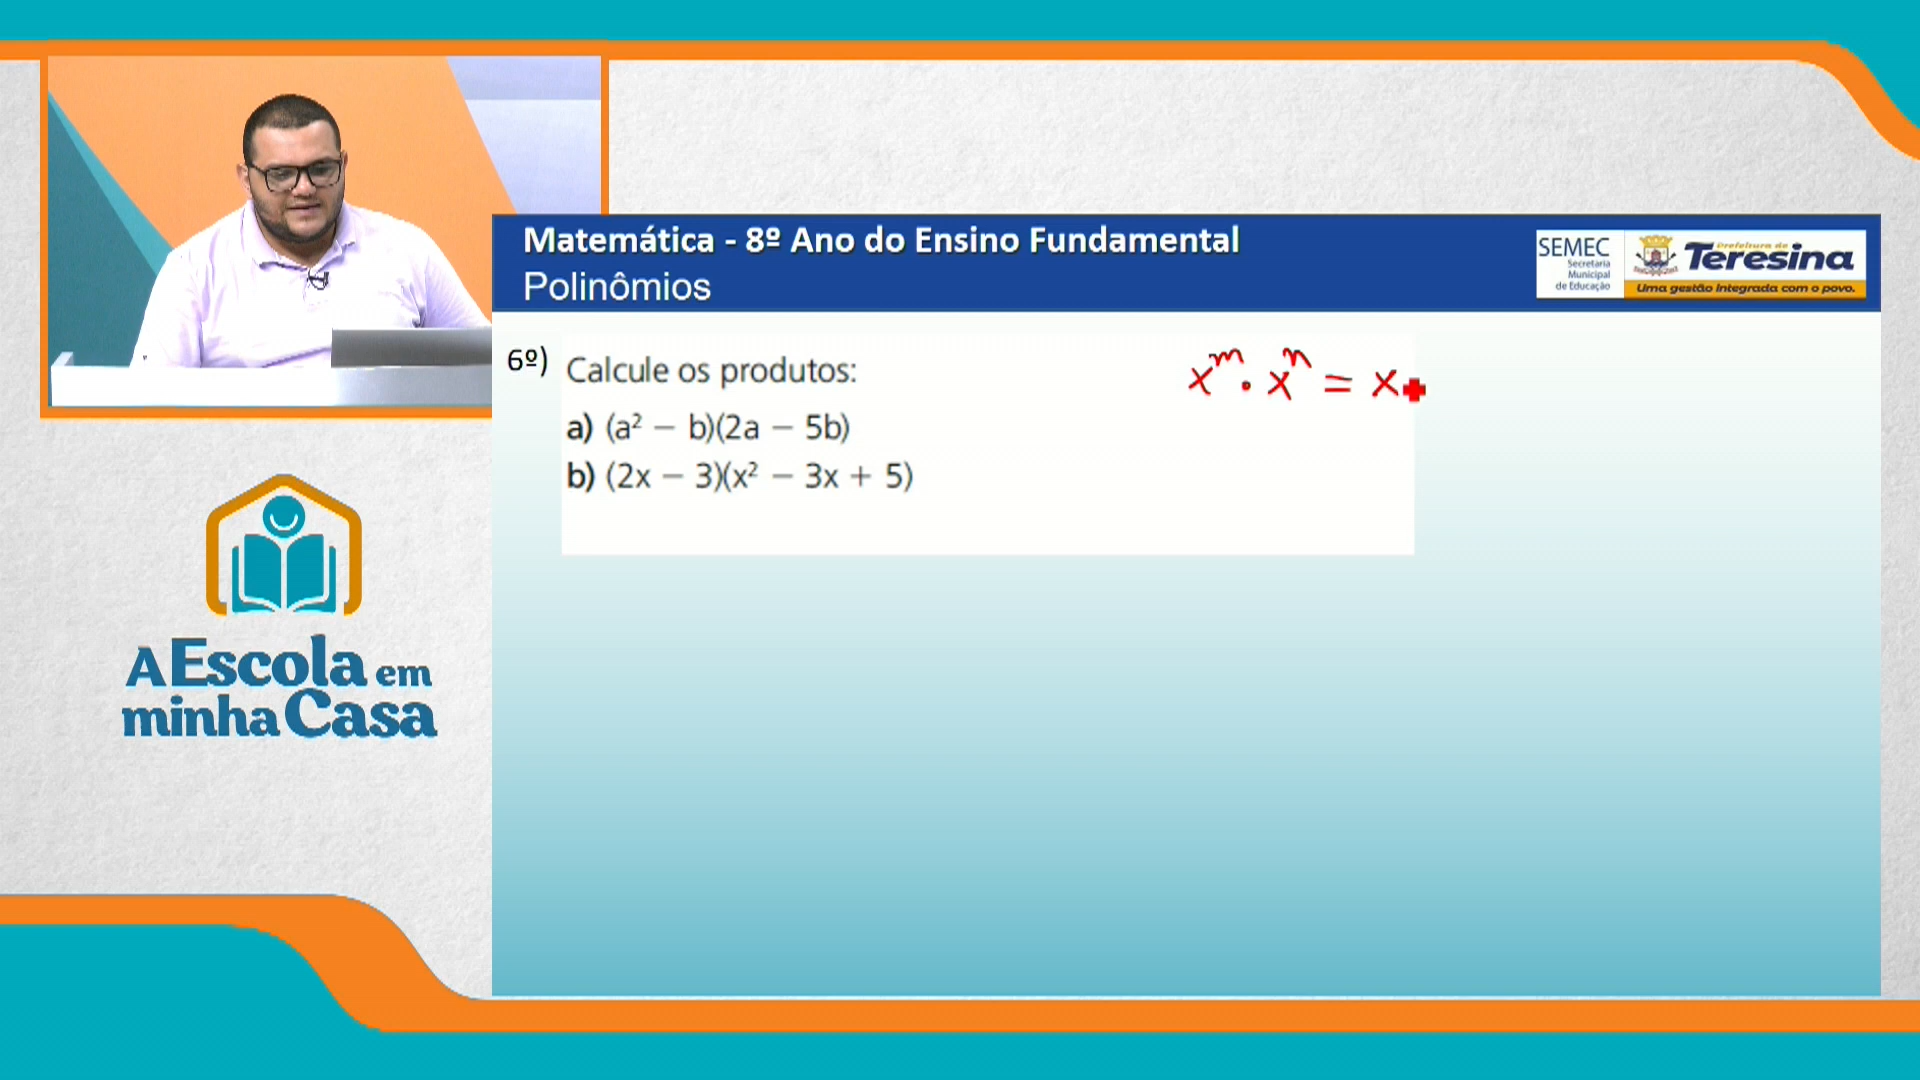 Matemática - 8º Ano do Ensino Fundamental
Polinômios
SEMEC
Secretaria
Municipal
de Educação
Prefeitura de
Teresina
Uma gestão integrada com o povo.
6º) Calcule os produtos:
xᵐ · xⁿ = x
a) (a² − b)(2a − 5b)
b) (2x − 3)(x² − 3x + 5)
A Escola em
minha Casa